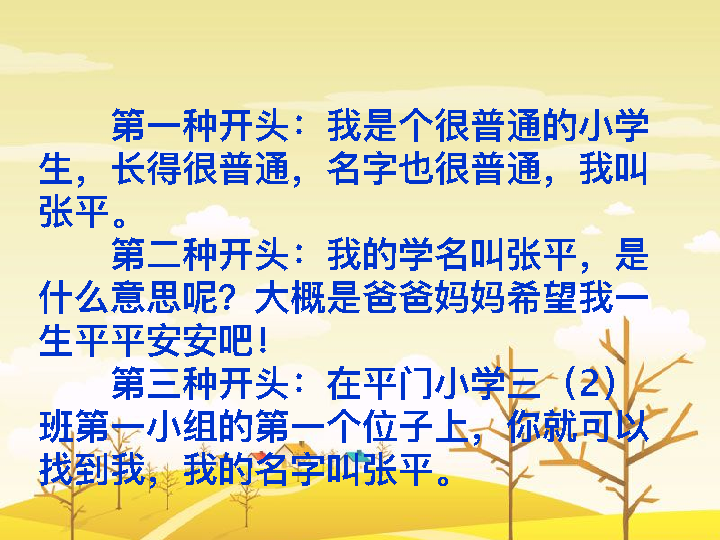 第一种开头：我是个很普通的小学
生，长得很普通，名字也很普通，我叫
张平。
第二种开头：我的学名叫张平，是
什么意思呢？大概是爸爸妈妈希望我一
生平平安安吧！
第三种开头：在平门小学三（2）
班第一小组的第一个位子上，你就可以
找到我，我的名字叫张平。